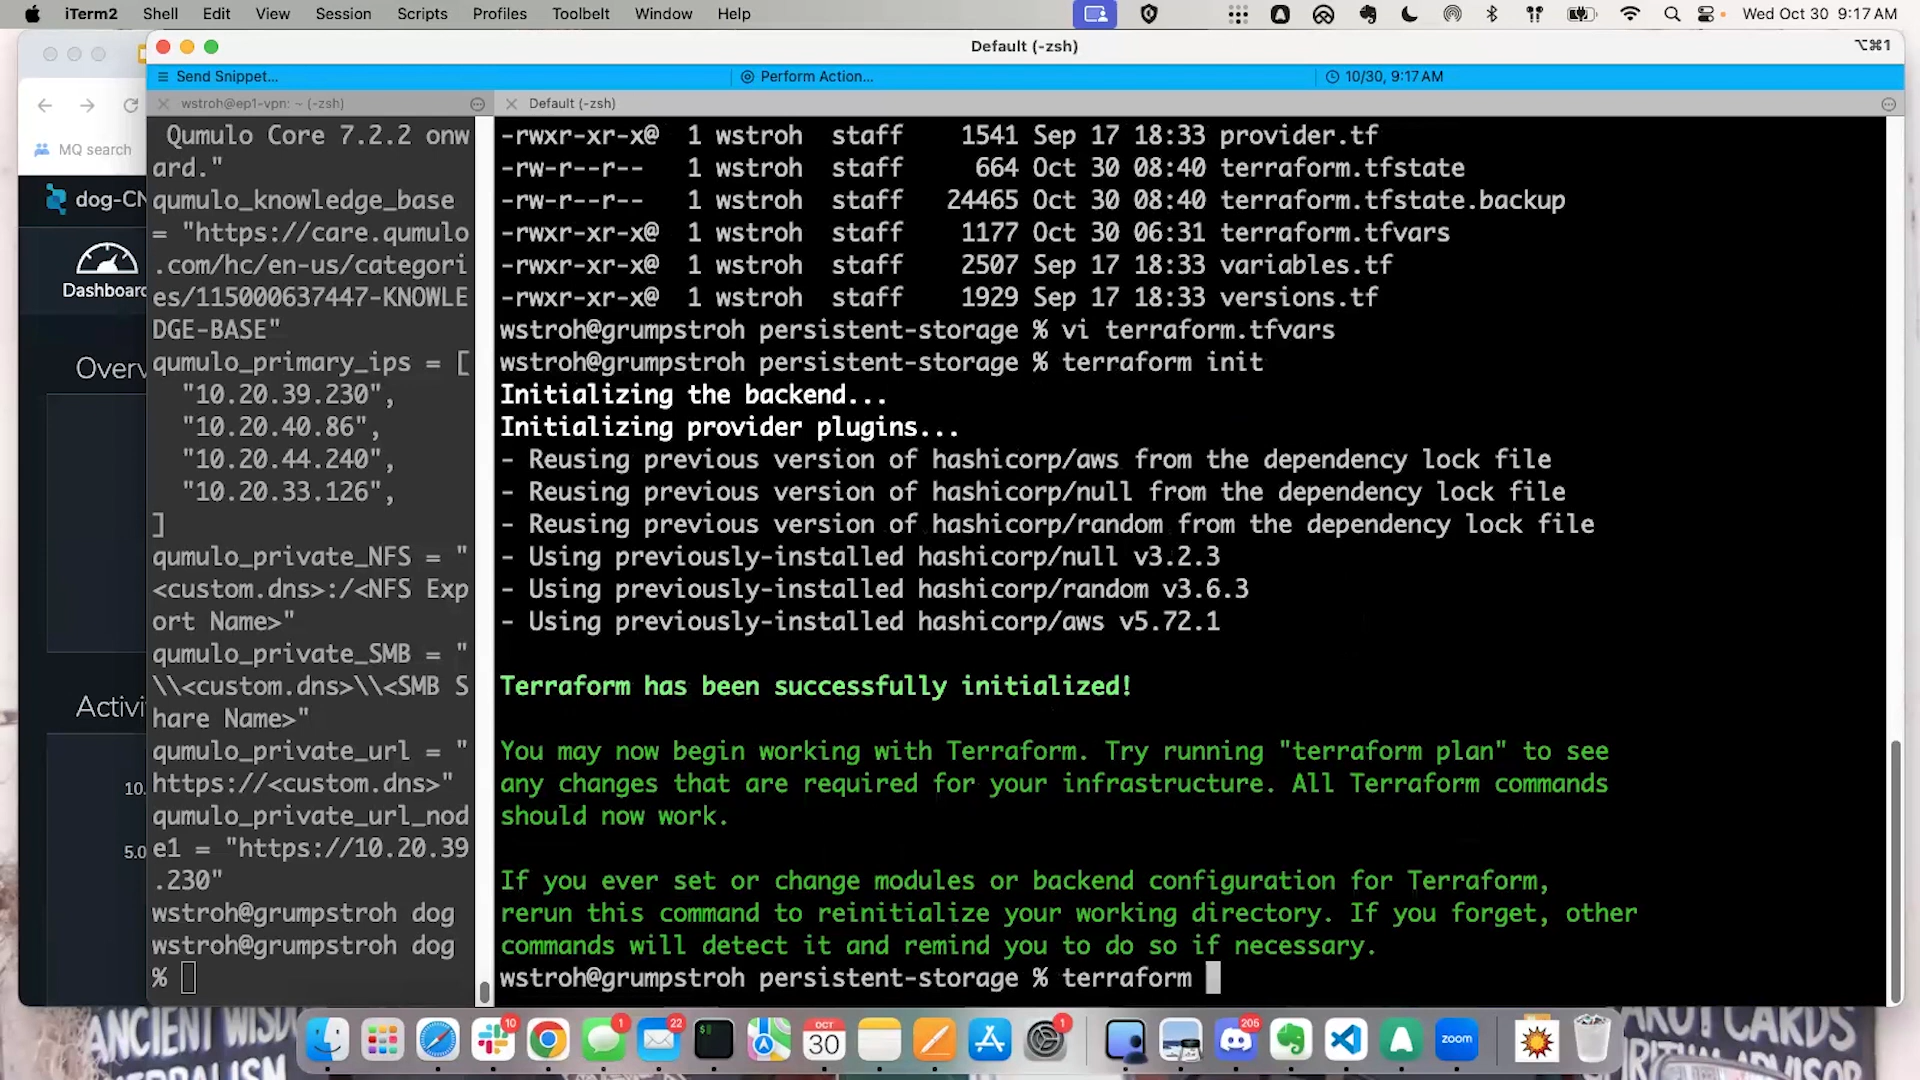 iTerm2 Shell Edit View Session Scripts Profiles Toolbelt Window Help Wed Oct 30 9:17 AM
Default (-zsh) ⌥⌘1
Send Snippet... Perform Action... 10/30, 9:17 AM
wstroh@ep1-vpn: ~ (-zsh) Default (-zsh)
MQ search
dog-CN
Dashboard
Overv
Activi
10.
5.0
Qumulo Core 7.2.2 onw
ard."
qumulo_knowledge_base
= "https://care.qumulo
.com/hc/en-us/categori
es/115000637447-KNOWLE
DGE-BASE"
qumulo_primary_ips = [
"10.20.39.230",
"10.20.40.86",
"10.20.44.240",
"10.20.33.126",
]
qumulo_private_NFS = "
<custom.dns>:/<NFS Exp
ort Name>"
qumulo_private_SMB = "
\\<custom.dns>\\<SMB S
hare Name>"
qumulo_private_url = "
https://<custom.dns>"
qumulo_private_url_nod
e1 = "https://10.20.39
.230"
wstroh@grumpstroh dog
wstroh@grumpstroh dog
%
-rwxr-xr-x@ 1 wstroh staff 1541 Sep 17 18:33 provider.tf
-rw-r--r-- 1 wstroh staff 664 Oct 30 08:40 terraform.tfstate
-rw-r--r-- 1 wstroh staff 24465 Oct 30 08:40 terraform.tfstate.backup
-rwxr-xr-x@ 1 wstroh staff 1177 Oct 30 06:31 terraform.tfvars
-rwxr-xr-x@ 1 wstroh staff 2507 Sep 17 18:33 variables.tf
-rwxr-xr-x@ 1 wstroh staff 1929 Sep 17 18:33 versions.tf
wstroh@grumpstroh persistent-storage % vi terraform.tfvars
wstroh@grumpstroh persistent-storage % terraform init
Initializing the backend...
Initializing provider plugins...
- Reusing previous version of hashicorp/aws from the dependency lock file
- Reusing previous version of hashicorp/null from the dependency lock file
- Reusing previous version of hashicorp/random from the dependency lock file
- Using previously-installed hashicorp/null v3.2.3
- Using previously-installed hashicorp/random v3.6.3
- Using previously-installed hashicorp/aws v5.72.1
Terraform has been successfully initialized!
You may now begin working with Terraform. Try running "terraform plan" to see
any changes that are required for your infrastructure. All Terraform commands
should now work.
If you ever set or change modules or backend configuration for Terraform,
rerun this command to reinitialize your working directory. If you forget, other
commands will detect it and remind you to do so if necessary.
wstroh@grumpstroh persistent-storage % terraform
ANCIENT WISD
10 1 22 OCT 30 1 205 zoom
TAROT CARDS